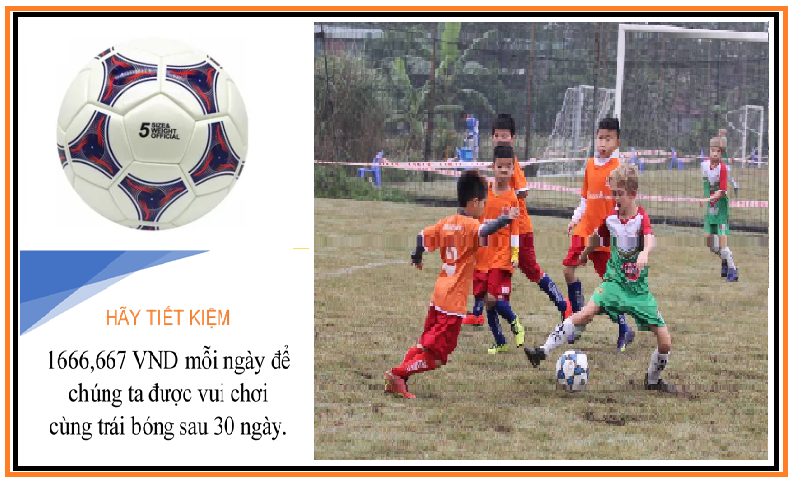 5 SIZE&
WEIGHT
OFFICIAL
HÃY TIẾT KIỆM
1666,667 VND mỗi ngày để
chúng ta được vui chơi
cùng trái bóng sau 30 ngày.